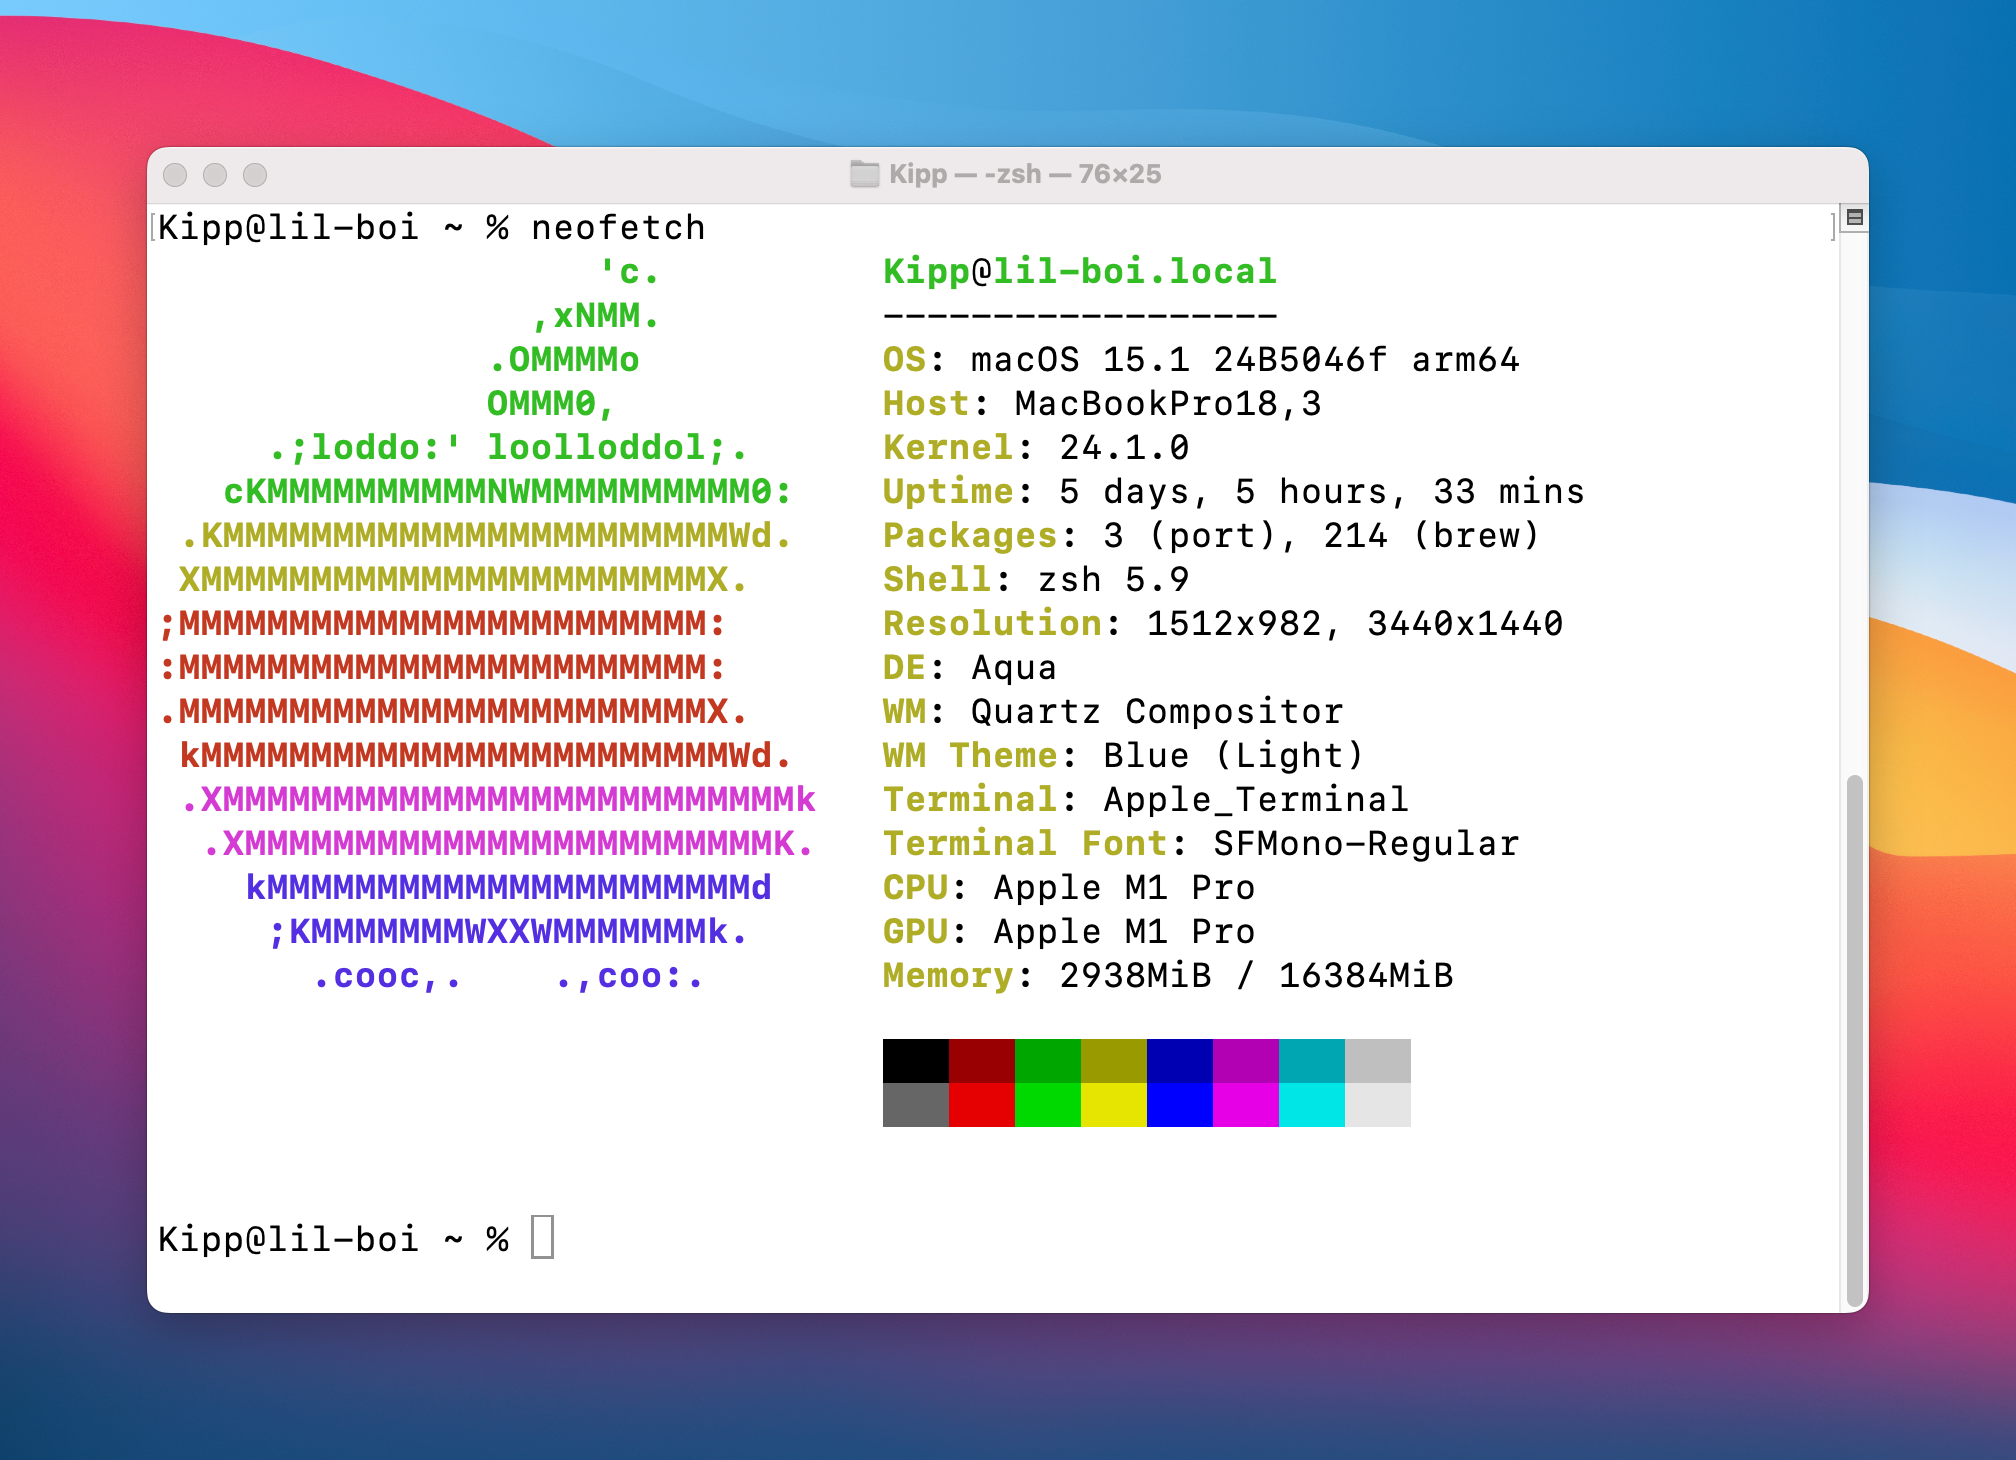 Kipp — -zsh — 76×25
Kipp@lil-boi ~ % neofetch
                    'c.          Kipp@lil-boi.local
                 ,xNMM.          ------------------
               .OMMMMo           OS: macOS 15.1 24B5046f arm64
               OMMM0,            Host: MacBookPro18,3
     .;loddo:' loolloddol;.      Kernel: 24.1.0
   cKMMMMMMMMMMNWMMMMMMMMMM0:    Uptime: 5 days, 5 hours, 33 mins
 .KMMMMMMMMMMMMMMMMMMMMMMMWd.    Packages: 3 (port), 214 (brew)
 XMMMMMMMMMMMMMMMMMMMMMMMX.      Shell: zsh 5.9
;MMMMMMMMMMMMMMMMMMMMMMMM:       Resolution: 1512x982, 3440x1440
:MMMMMMMMMMMMMMMMMMMMMMMM:       DE: Aqua
.MMMMMMMMMMMMMMMMMMMMMMMMX.      WM: Quartz Compositor
 kMMMMMMMMMMMMMMMMMMMMMMMMWd.    WM Theme: Blue (Light)
 .XMMMMMMMMMMMMMMMMMMMMMMMMMMk   Terminal: Apple_Terminal
  .XMMMMMMMMMMMMMMMMMMMMMMMMK.   Terminal Font: SFMono-Regular
    kMMMMMMMMMMMMMMMMMMMMMMd     CPU: Apple M1 Pro
     ;KMMMMMMMWXXWMMMMMMMk.      GPU: Apple M1 Pro
       .cooc,.    .,coo:.        Memory: 2938MiB / 16384MiB
Kipp@lil-boi ~ %